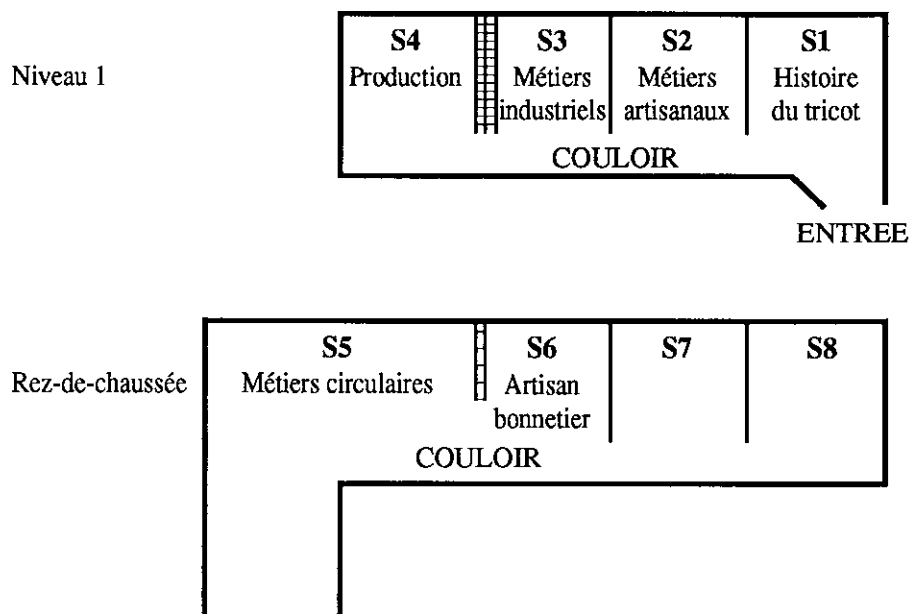 S4 S3 S2 S1
Niveau 1 Production Métiers Métiers Histoire
industriels artisanaux du tricot
COULOIR
ENTREE
S5 S6 S7 S8
Rez-de-chaussée Métiers circulaires Artisan
bonnetier
COULOIR